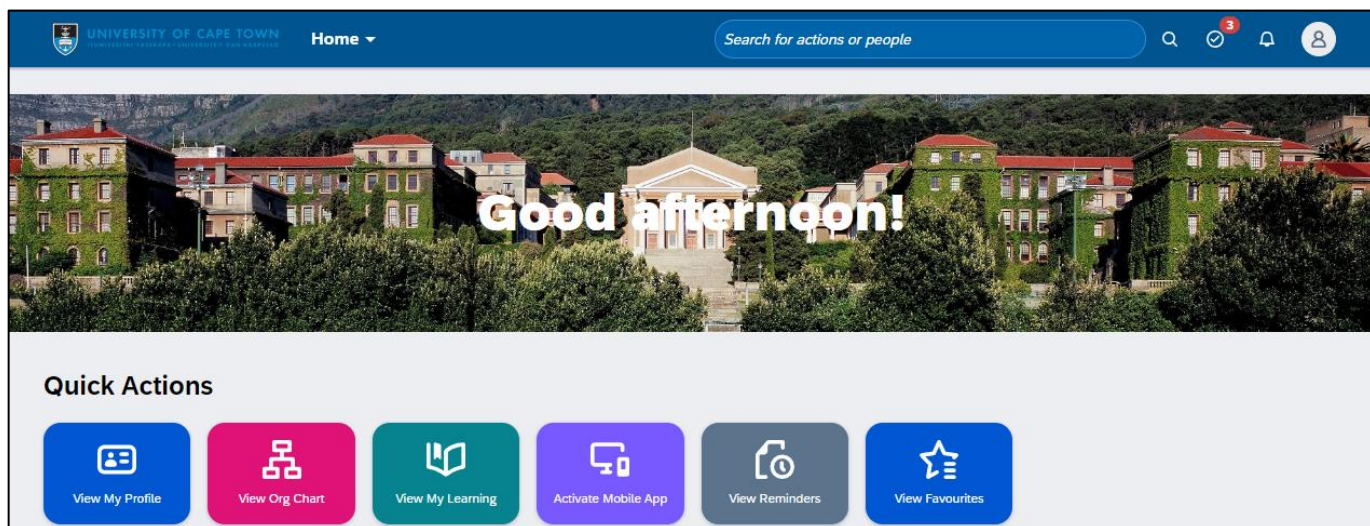 UNIVERSITY OF CAPE TOWN
Home
Search for actions or people
3
Good afternoon!
Quick Actions
View My Profile
View Org Chart
View My Learning
Activate Mobile App
View Reminders
View Favourites